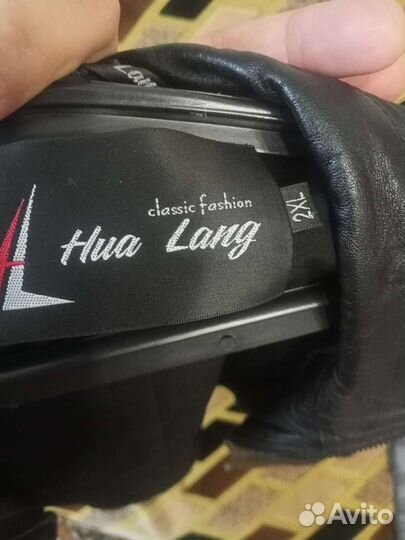 classic fashion
Hua Lang
2XL
Avito